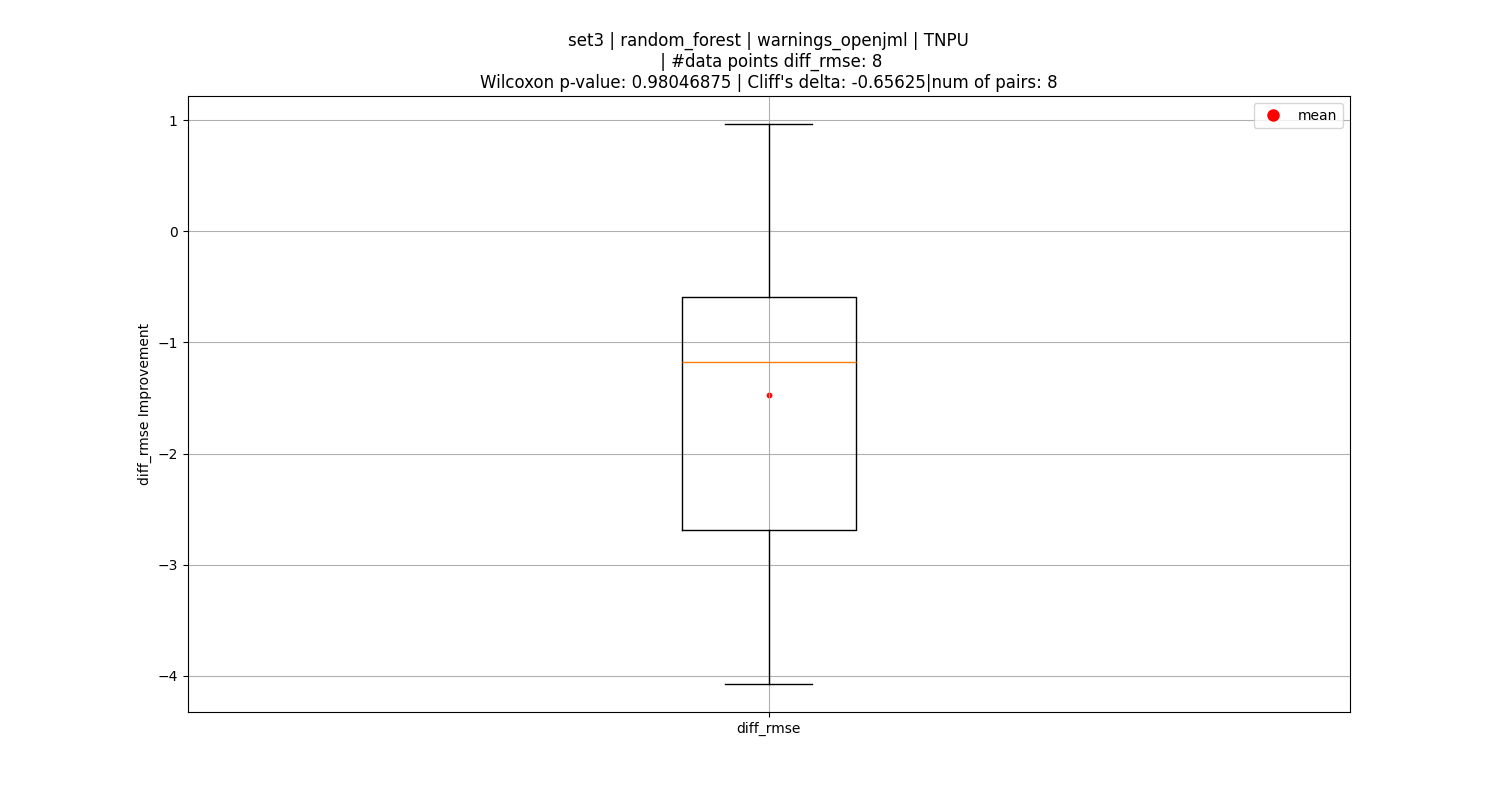 set3 | random_forest | warnings_openjml | TNPU
| #data points diff_rmse: 8
Wilcoxon p-value: 0.98046875 | Cliff's delta: -0.65625|num of pairs: 8
mean
1
0
−1
−2
−3
−4
diff_rmse Improvement
diff_rmse